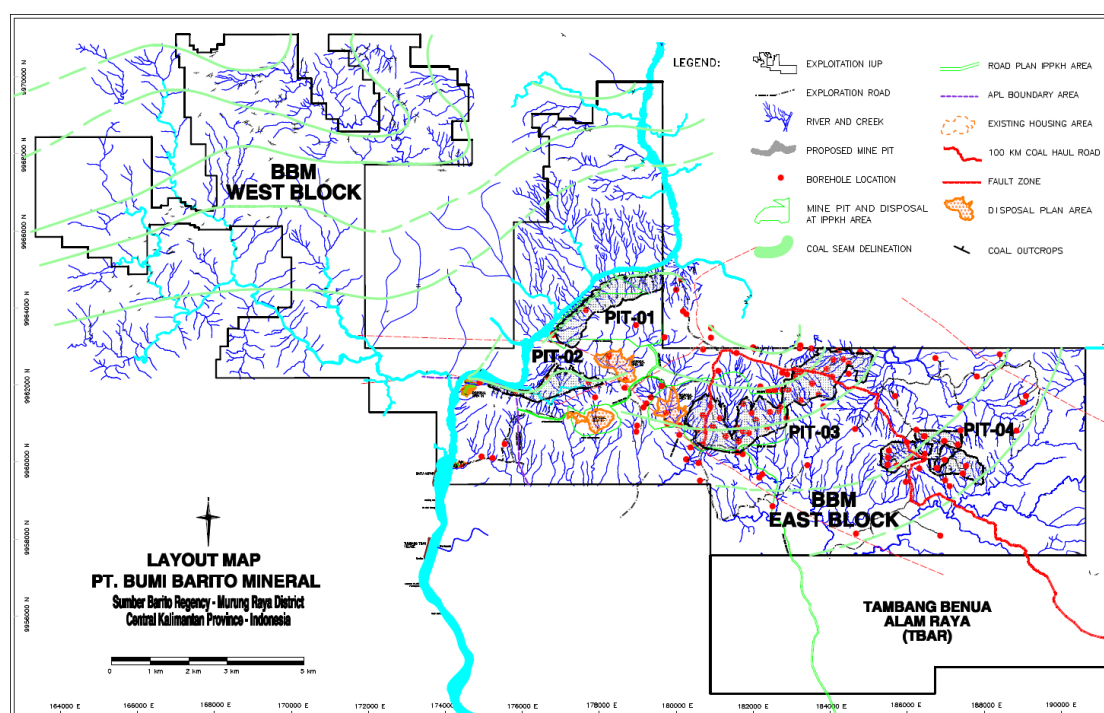 LEGEND:
EXPLOITATION IUP
EXPLORATION ROAD
RIVER AND CREEK
PROPOSED MINE PIT
BOREHOLE LOCATION
MINE PIT AND DISPOSAL
AT IPPKH AREA
COAL SEAM DELINEATION
ROAD PLAN IPPKH AREA
APL BOUNDARY AREA
EXISTING HOUSING AREA
100 KM COAL HAUL ROAD
FAULT ZONE
DISPOSAL PLAN AREA
COAL OUTCROPS
BBM
WEST BLOCK
PIT-01
PIT-02
PIT-03
PIT-04
BBM
EAST BLOCK
TAMBANG BENUA
ALAM RAYA
(TBAR)
LAYOUT MAP
PT. BUMI BARITO MINERAL
Sumber Barito Regency - Murung Raya District
Central Kalimantan Province - Indonesia
0 1 km 2 km 3 km 5 km
9970000 N
9968000 N
9966000 N
9964000 N
9962000 N
9960000 N
9958000 N
9956000 N
164000 E
166000 E
168000 E
170000 E
172000 E
174000 E
176000 E
178000 E
180000 E
182000 E
184000 E
186000 E
188000 E
190000 E